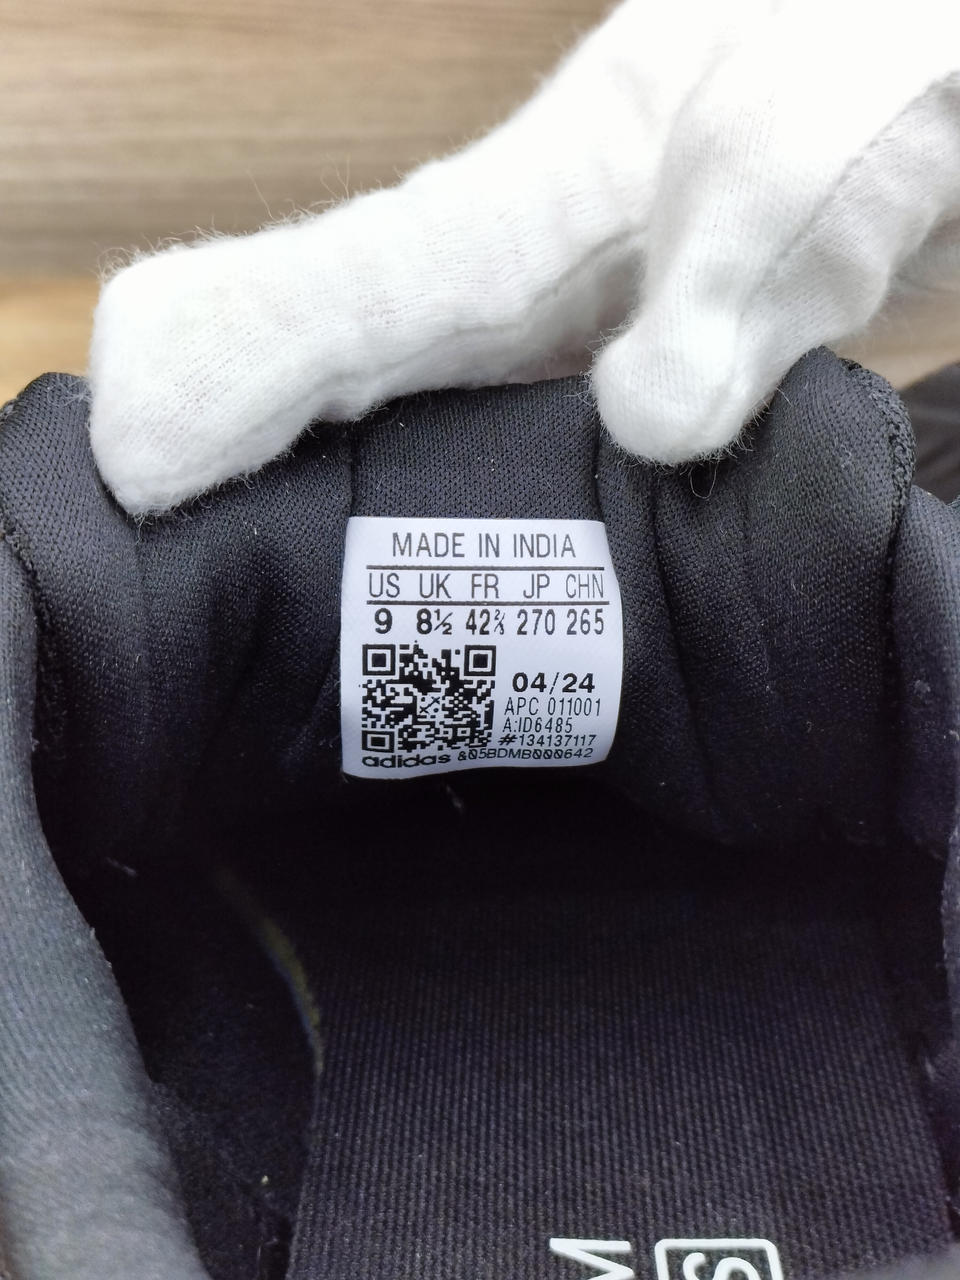 MADE IN INDIA
US UK FR JP CHN
9 8½ 42⅔ 270 265
04/24
APC 011001
A:ID6485
#134137117
adidas &05BDMB000642
M S